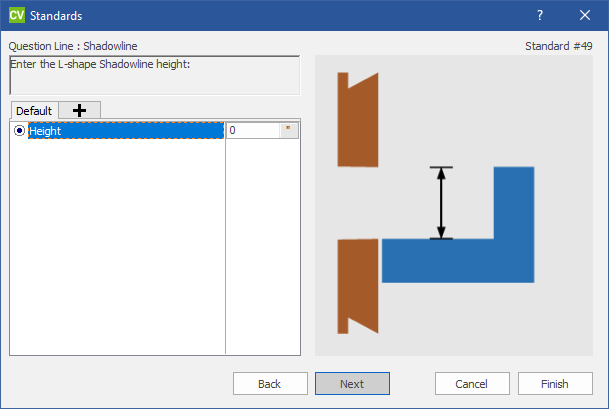 CV Standards ?
Question Line : Shadowline
Standard #49
Enter the L-shape Shadowline height:
Default
Height 0 "
Back Next Cancel Finish